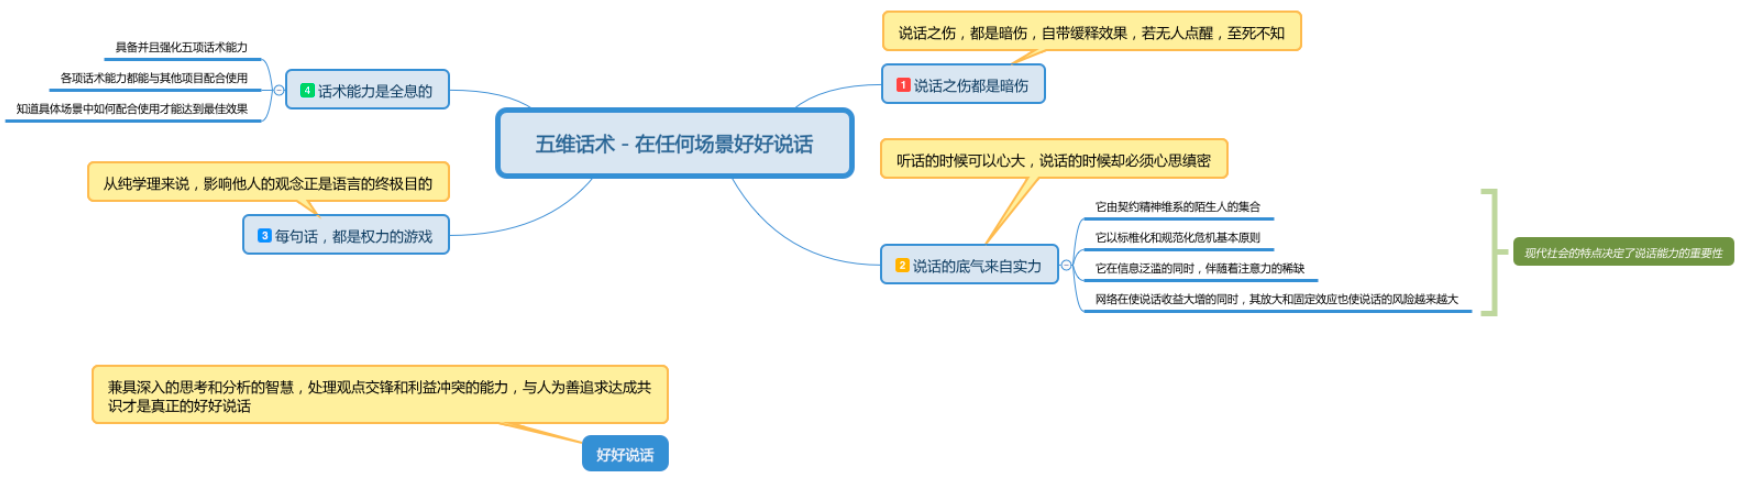 五维话术 - 在任何场景好好说话
说话之伤，都是暗伤，自带缓释效果，若无人点醒，至死不知
1 说话之伤都是暗伤
听话的时候可以心大，说话的时候却必须心思缜密
2 说话的底气来自实力
它由契约精神维系的陌生人的集合
它以标椎化和规范化危机基本原则
它在信息泛滥的同时，伴随着注意力的稀缺
网络在使说话收益大增的同时，其放大和固定效应也使说话的风险越来越大
现代社会的特点决定了说话能力的重要性
从纯学理来说，影响他人的观念正是语言的终极目的
3 每句话，都是权力的游戏
4 话术能力是全息的
具备并且强化五项话术能力
各项话术能力都能与其他项目配合使用
知道具体场景中如何配合使用才能达到最佳效果
兼具深入的思考和分析的智慧，处理观点交锋和利益冲突的能力，与人为善追求达成共
识才是真正的好好说话
好好说话